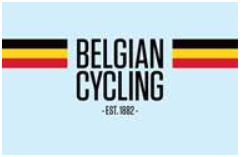 BELGIAN
CYCLING
-EST. 1882-